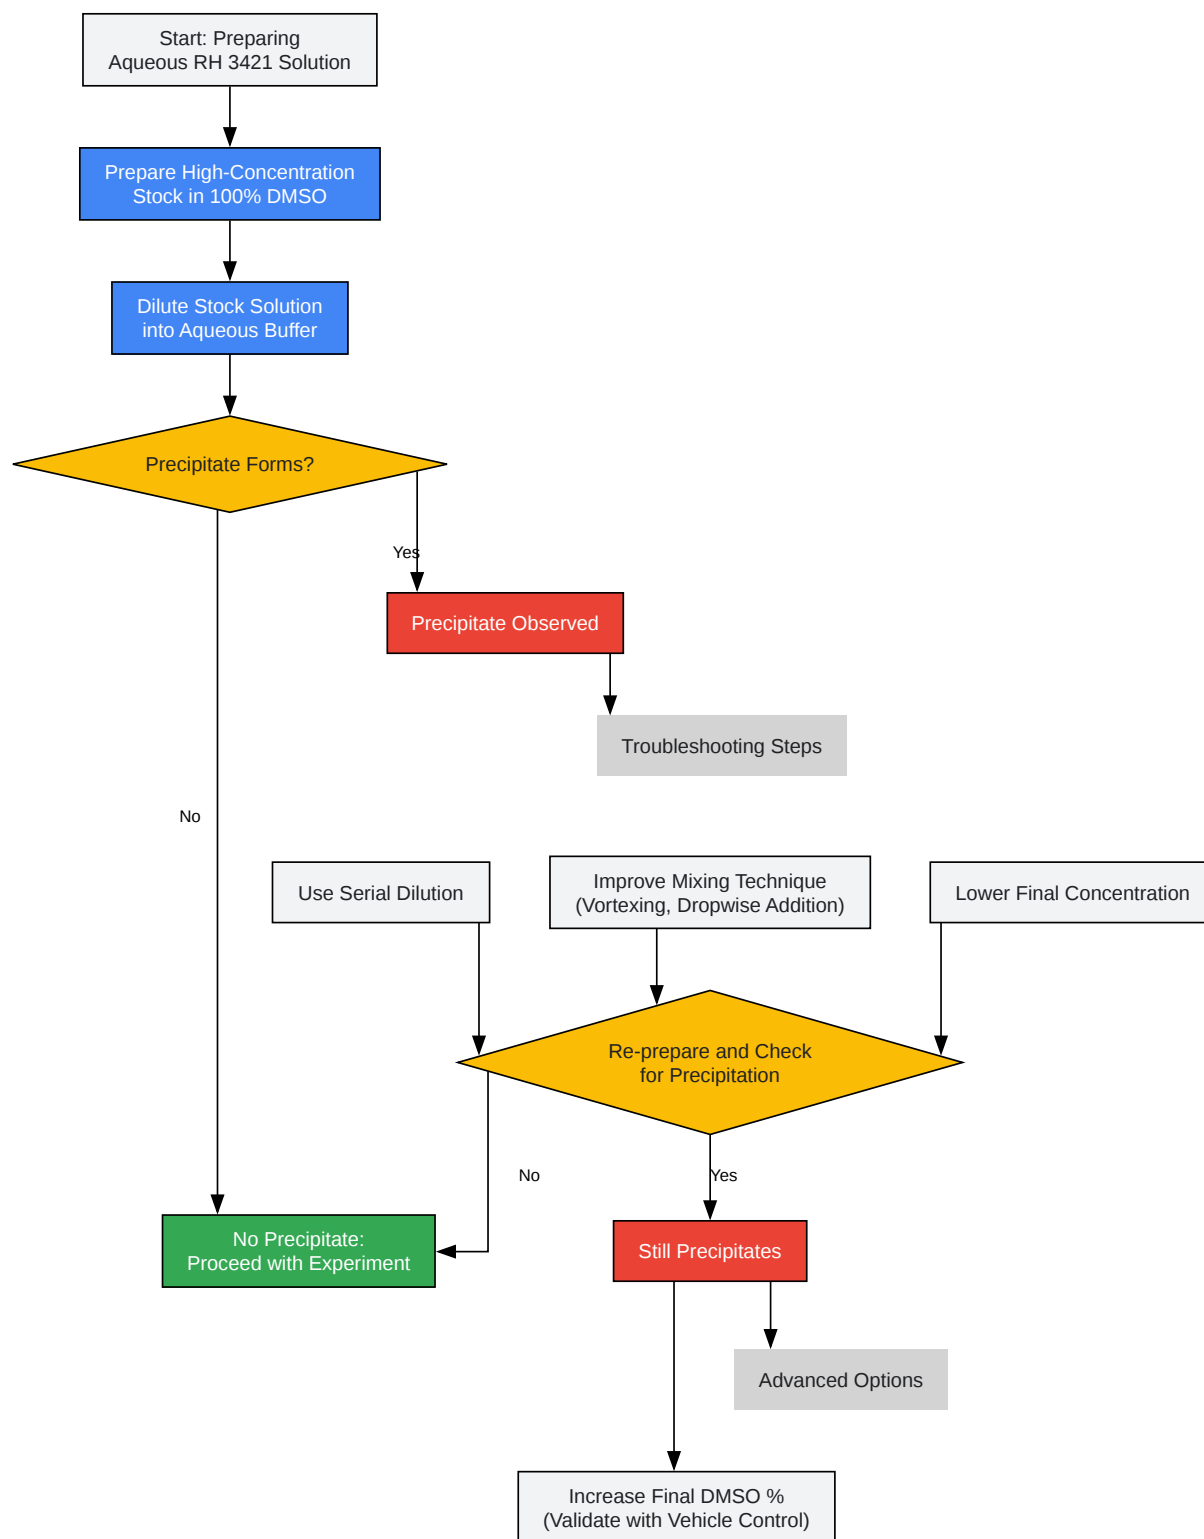 Start: Preparing
Aqueous RH 3421 Solution
Prepare High-Concentration
Stock in 100% DMSO
Dilute Stock Solution
into Aqueous Buffer
Precipitate Forms?
Yes
Precipitate Observed
Troubleshooting Steps
No
Use Serial Dilution
Improve Mixing Technique
(Vortexing, Dropwise Addition)
Lower Final Concentration
Re-prepare and Check
for Precipitation
No
Yes
No Precipitate:
Proceed with Experiment
Still Precipitates
Advanced Options
Increase Final DMSO %
(Validate with Vehicle Control)